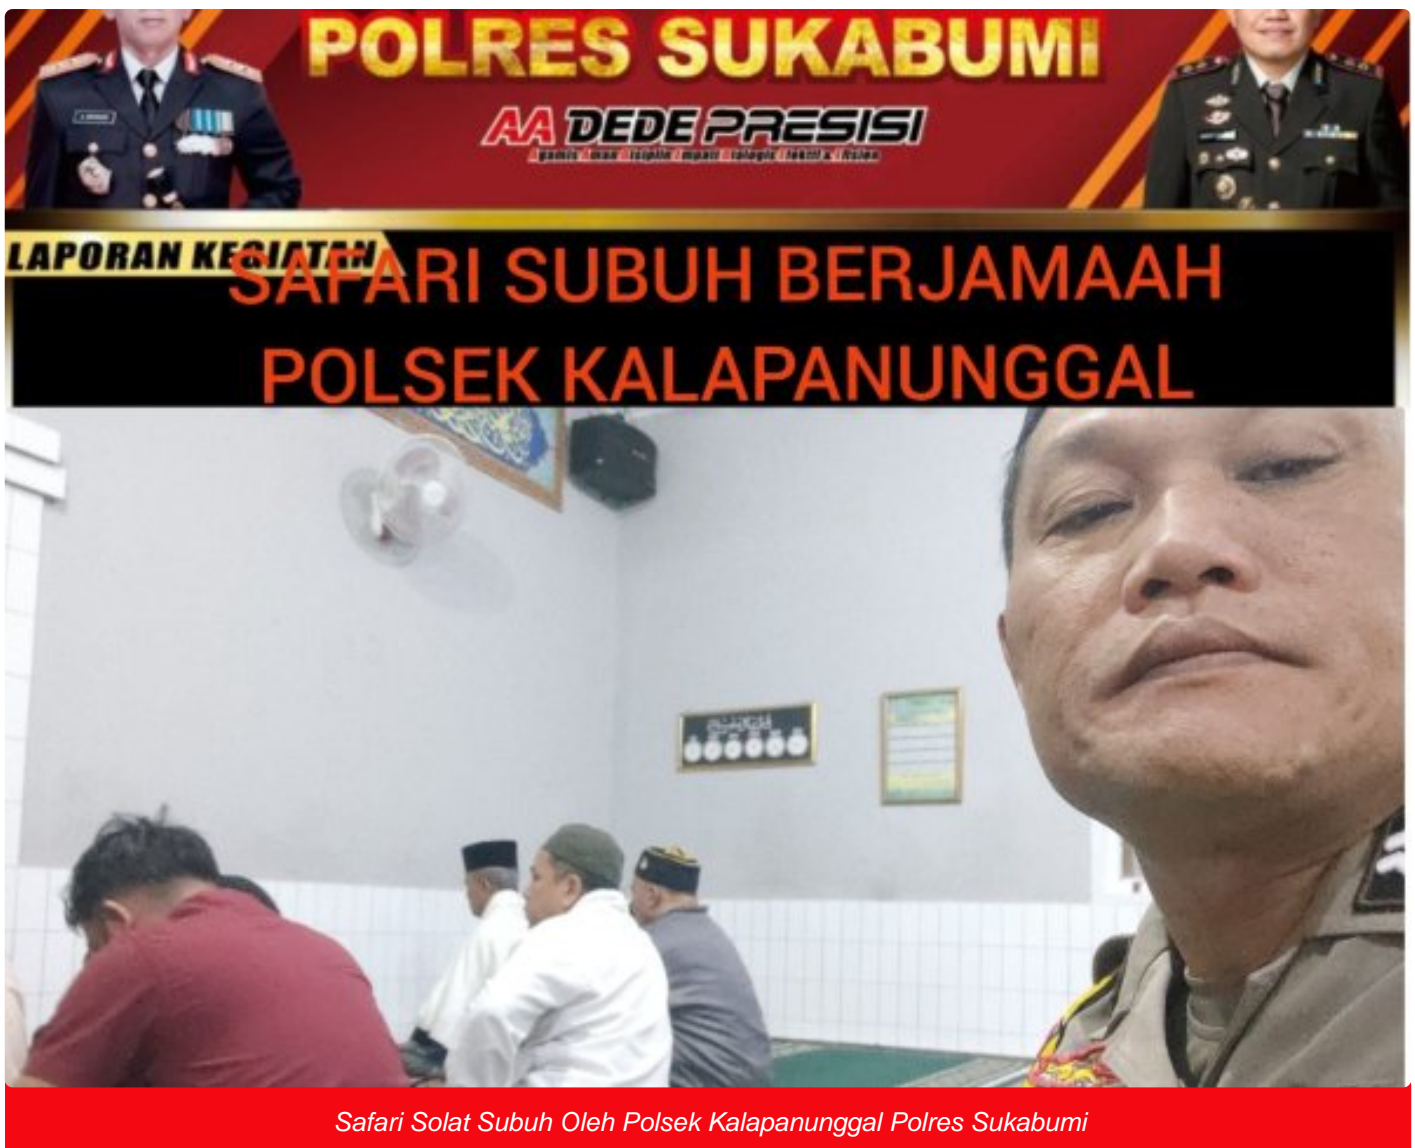 POLRES SUKABUMI
AA DEDE PRESISI
LAPORAN KEGIATAN
SAFARI SUBUH BERJAMAAH
POLSEK KALAPANUNGGAL
Safari Solat Subuh Oleh Polsek Kalapanunggal Polres Sukabumi